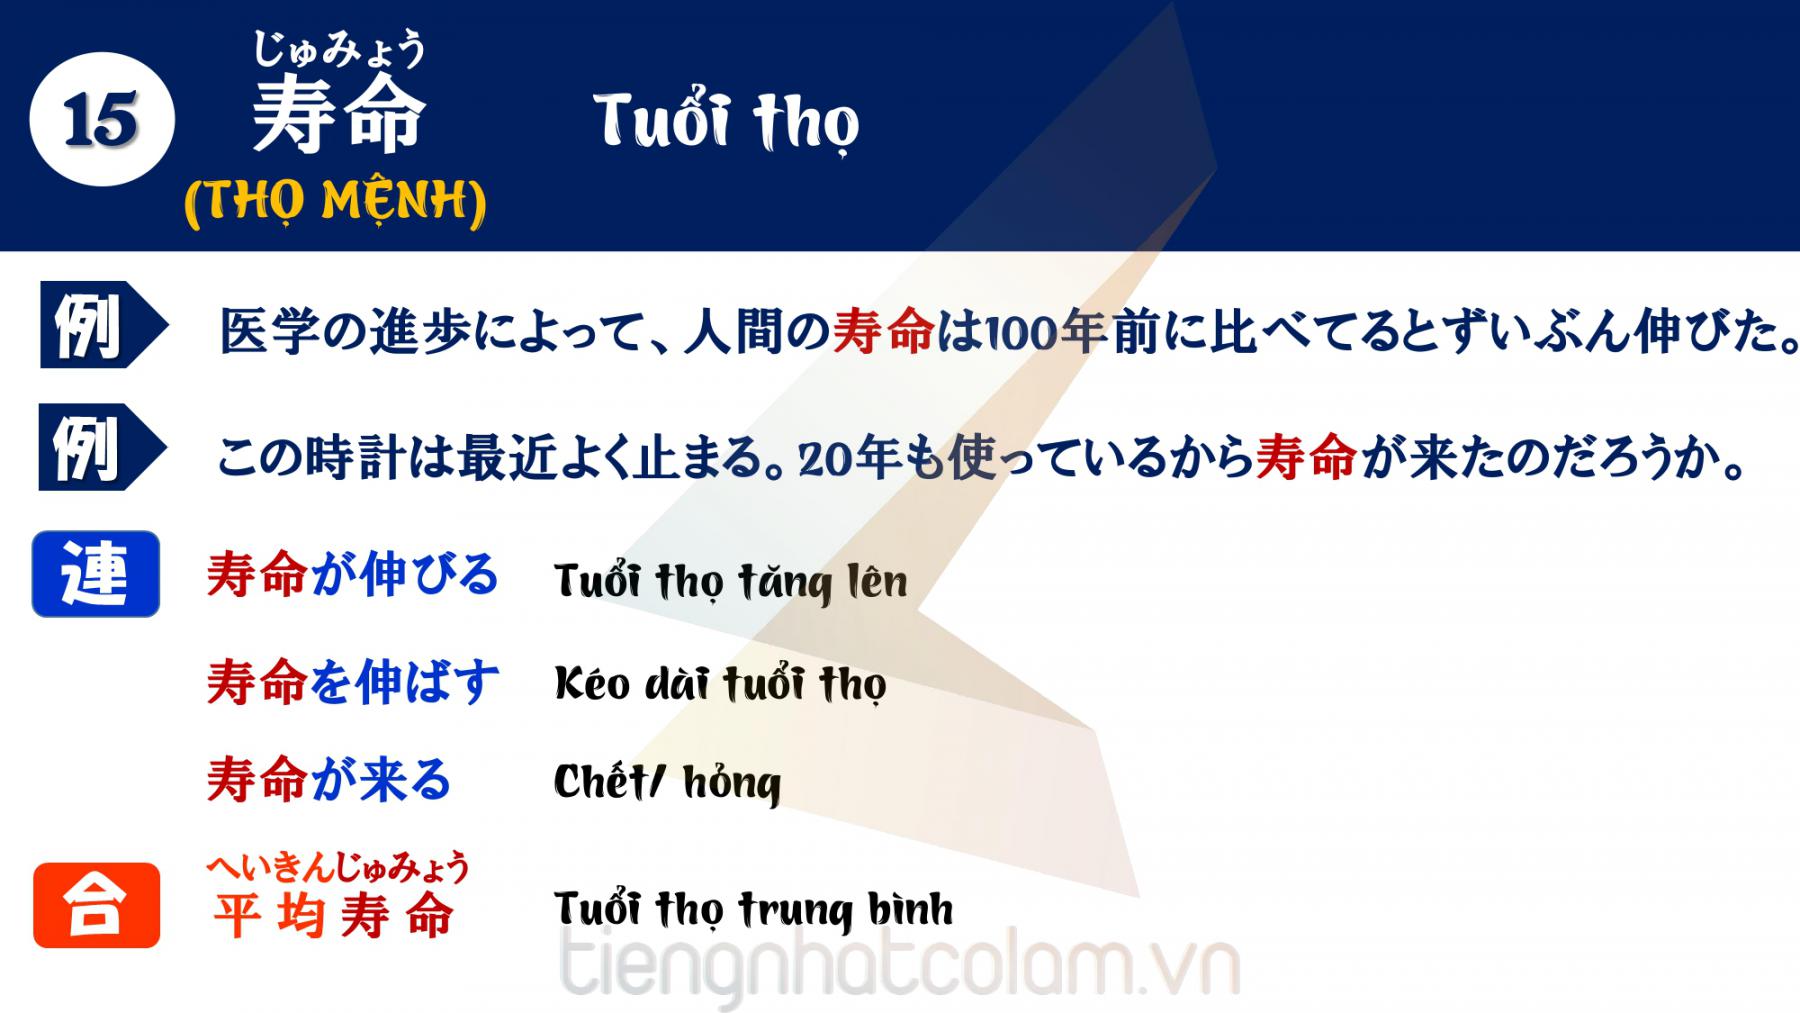 15
じゅみょう
寿命
Tuổi thọ
(THỌ MỆNH)
例
医学の進歩によって、人間の寿命は100年前に比べてるとずいぶん伸びた。
例
この時計は最近よく止まる。20年も使っているから寿命が来たのだろうか。
連
寿命が伸びる Tuổi thọ tăng lên
寿命を伸ばす Kéo dài tuổi thọ
寿命が来る Chết/ hỏng
合
へいきんじゅみょう
平均寿命 Tuổi thọ trung bình
tiengnhatcolam.vn